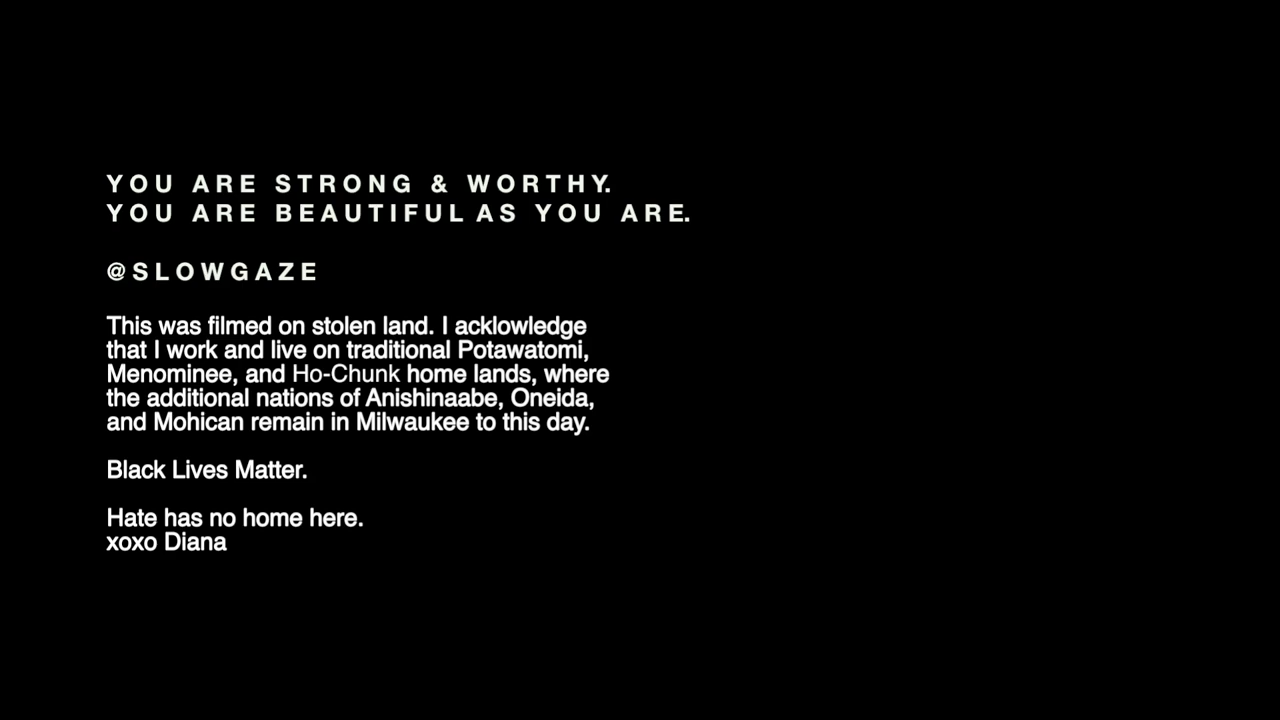 YOU ARE STRONG & WORTHY.
YOU ARE BEAUTIFUL AS YOU ARE.
@SLOWGAZE
This was filmed on stolen land. I acklowledge
that I work and live on traditional Potawatomi,
Menominee, and Ho-Chunk home lands, where
the additional nations of Anishinaabe, Oneida,
and Mohican remain in Milwaukee to this day.
Black Lives Matter.
Hate has no home here.
xoxo Diana